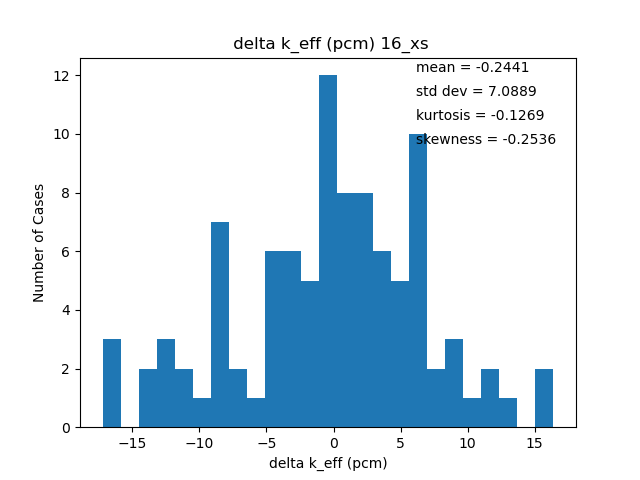 delta k_eff (pcm) 16_xs
mean = -0.2441
std dev = 7.0889
kurtosis = -0.1269
skewness = -0.2536
Number of Cases
12
10
8
6
4
2
0
−15
−10
−5
0
5
10
15
delta k_eff (pcm)